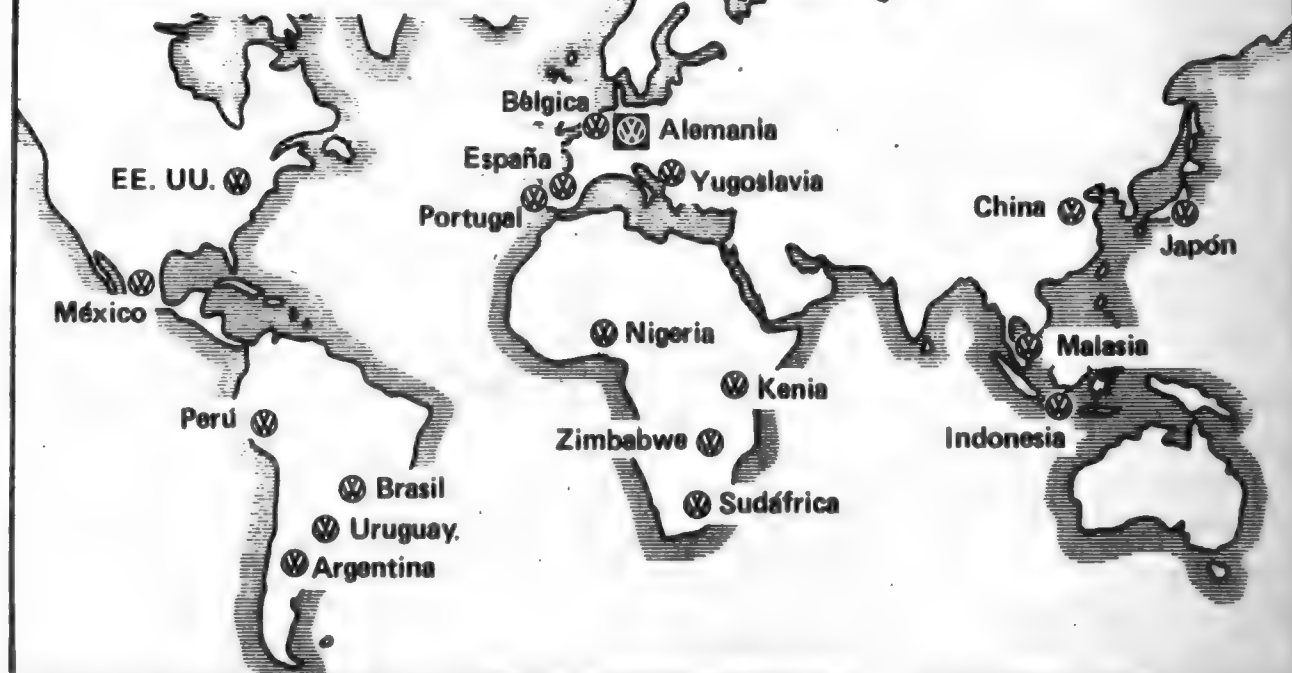 Bélgica
Alemania
España
EE. UU.
Yugoslavia
Portugal
China
Japón
México
Nigeria
Malasia
Kenia
Perú
Zimbabwe
Indonesia
Brasil
Sudáfrica
Uruguay.
Argentina